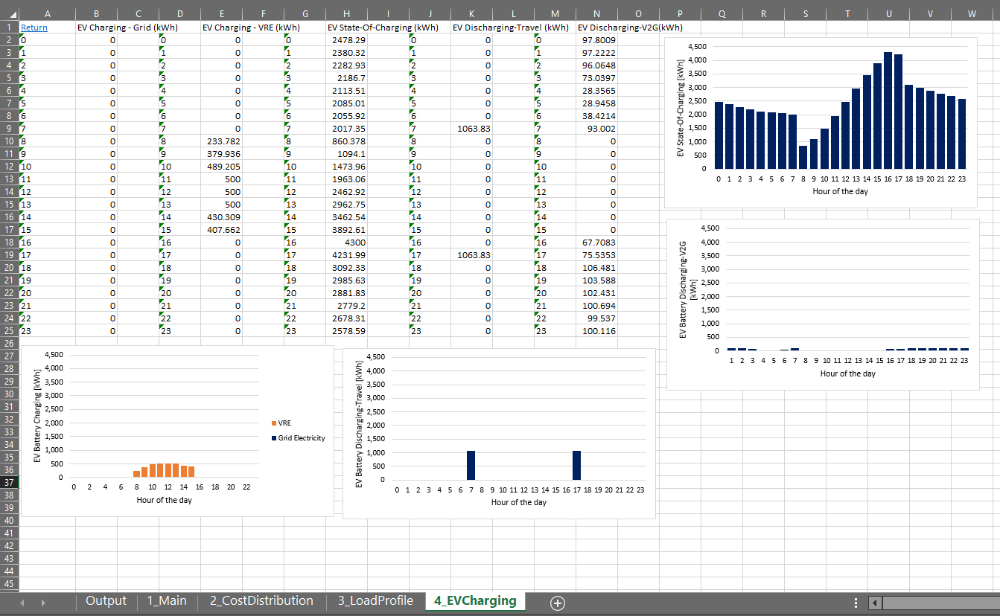 A B C D E F G H I J K L M N O P Q R S T U V W
1 Return EV Charging - Grid (kWh) EV Charging - VRE (kWh) EV State-Of-Charging (kWh) EV Discharging-Travel (kWh) EV Discharging-V2G(kWh)
2 0 0 0 0 0 2478.29 0 0 0 97.8009
3 1 0 1 0 1 2380.32 1 0 1 97.2222
4 2 0 2 0 2 2282.93 2 0 2 96.0648
5 3 0 3 0 3 2186.7 3 0 3 73.0397
6 4 0 4 0 4 2113.51 4 0 4 28.3565
7 5 0 5 0 5 2085.01 5 0 5 28.9458
8 6 0 6 0 6 2055.92 6 0 6 38.4214
9 7 0 7 0 7 2017.35 7 1063.83 7 93.002
10 8 0 8 233.782 8 860.378 8 0 8 0
11 9 0 9 379.936 9 1094.1 9 0 9 0
12 10 0 10 489.205 10 1473.96 10 0 10 0
13 11 0 11 500 11 1963.06 11 0 11 0
14 12 0 12 500 12 2462.92 12 0 12 0
15 13 0 13 500 13 2962.75 13 0 13 0
16 14 0 14 430.309 14 3462.54 14 0 14 0
17 15 0 15 407.662 15 3892.61 15 0 15 0
18 16 0 16 0 16 4300 16 0 16 67.7083
19 17 0 17 0 17 4231.99 17 1063.83 17 75.5353
20 18 0 18 0 18 3092.33 18 0 18 106.481
21 19 0 19 0 19 2985.63 19 0 19 103.588
22 20 0 20 0 20 2881.83 20 0 20 102.431
23 21 0 21 0 21 2779.2 21 0 21 100.694
24 22 0 22 0 22 2678.31 22 0 22 99.537
25 23 0 23 0 23 2578.59 23 0 23 100.116
26
27
28
29
30
31
32
33
34
35
36
37
38
39
40
41
42
43
44
45
EV State-Of-Charging [kWh]
4,500
4,000
3,500
3,000
2,500
2,000
1,500
1,000
500
0
0 1 2 3 4 5 6 7 8 9 10 11 12 13 14 15 16 17 18 19 20 21 22 23
Hour of the day
EV Battery Discharging-V2G
[kWh]
4,500
4,000
3,500
3,000
2,500
2,000
1,500
1,000
500
0
1 2 3 4 5 6 7 8 9 10 11 12 13 14 15 16 17 18 19 20 21 22 23
Hour of the day
EV Battery Charging [kWh]
4,500
4,000
3,500
3,000
2,500
2,000
1,500
1,000
500
0
0 2 4 6 8 10 12 14 16 18 20 22
Hour of the day
VRE
Grid Electricity
EV Battery Discharging-Travel [kWh]
4,500
4,000
3,500
3,000
2,500
2,000
1,500
1,000
500
0
0 1 2 3 4 5 6 7 8 9 10 11 12 13 14 15 16 17 18 19 20 21 22 23
Hour of the day
Output 1_Main 2_CostDistribution 3_LoadProfile 4_EVCharging